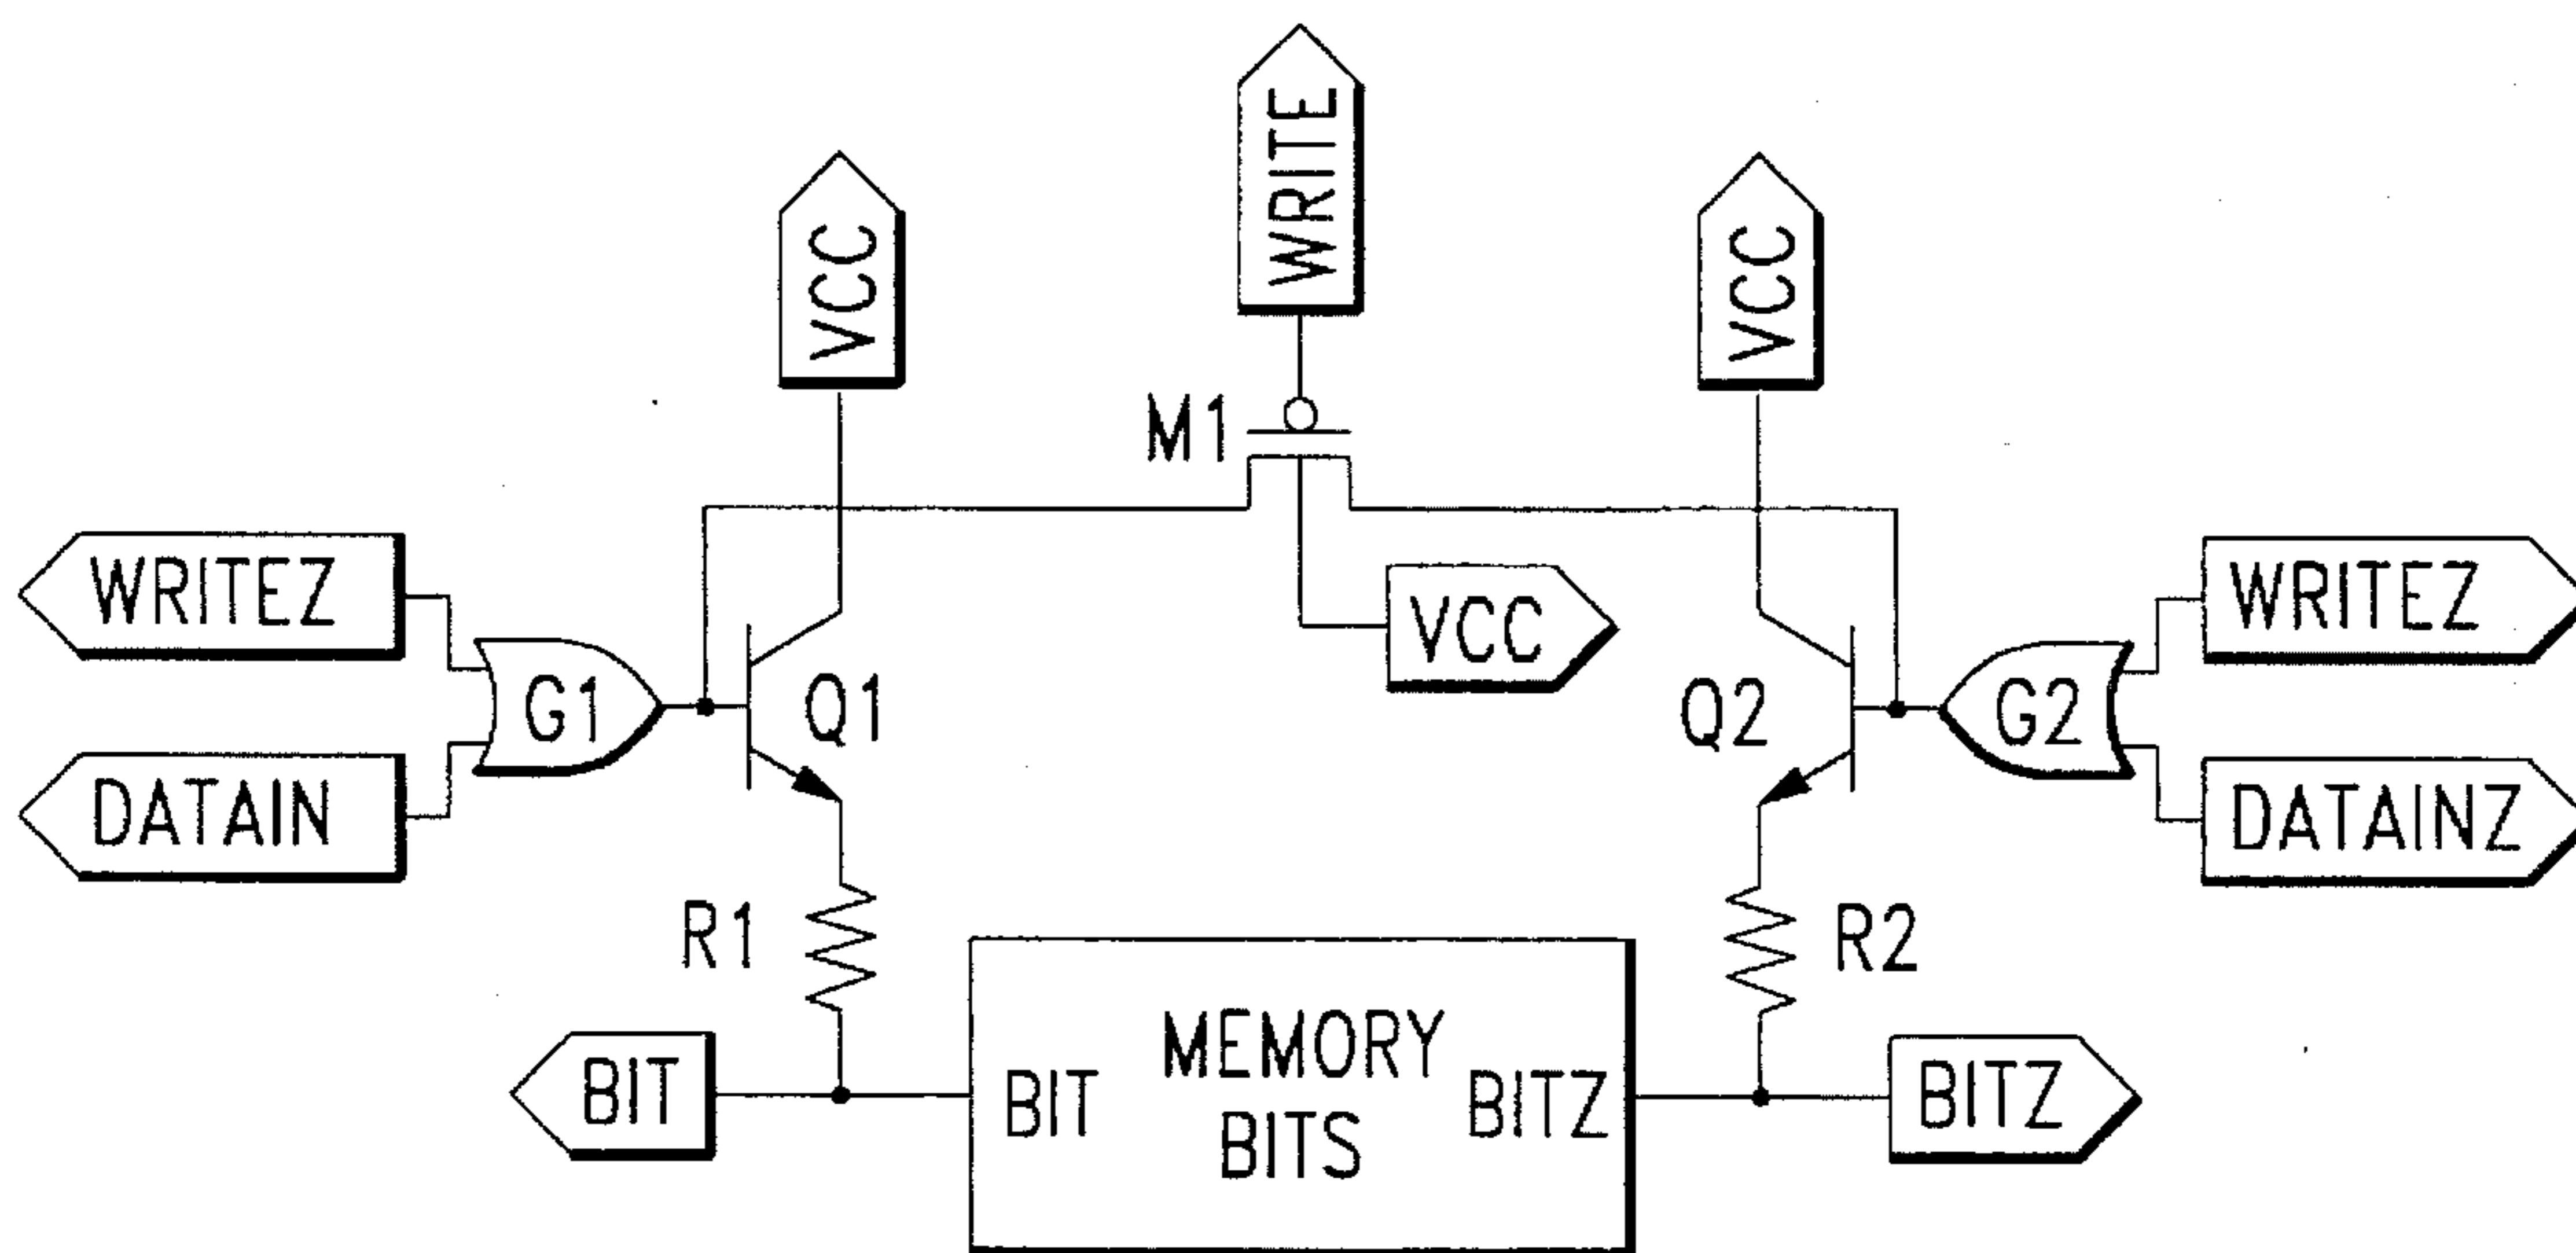 WRITE
VCC
VCC
M1
WRITEZ
VCC
WRITEZ
G1
Q1
Q2
G2
DATAIN
DATAINZ
R1
R2
BIT
BIT
MEMORY
BITS
BITZ
BITZ